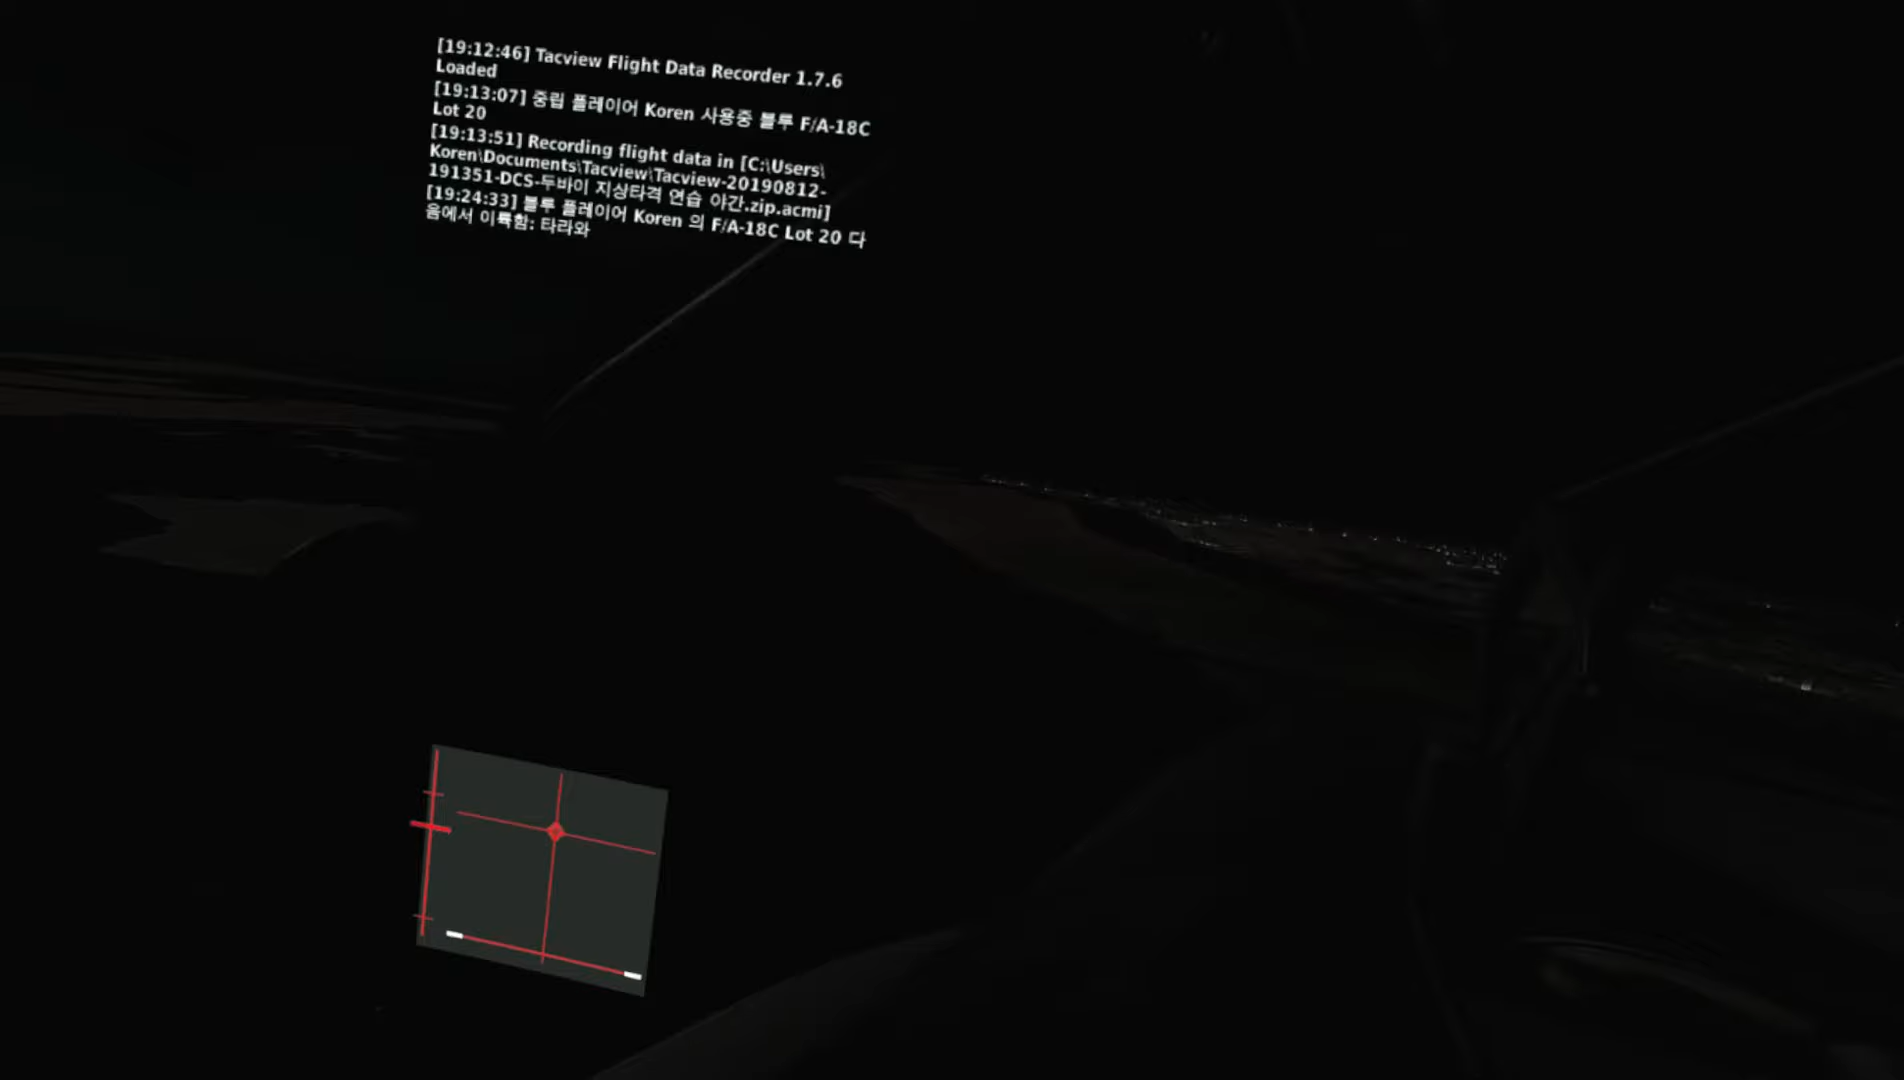 [19:12:46] Tacview Flight Data Recorder 1.7.6
Loaded
[19:13:07] 중립 플레이어 Koren 사용중 블루 F/A-18C
Lot 20
[19:13:51] Recording flight data in [C:\Users\
Koren\Documents\Tacview\Tacview-20190812-
191351-DCS-두바이 지상타격 연습 야간.zip.acmi]
[19:24:33] 블루 플레이어 Koren 의 F/A-18C Lot 20 다
음에서 이륙함: 타라와